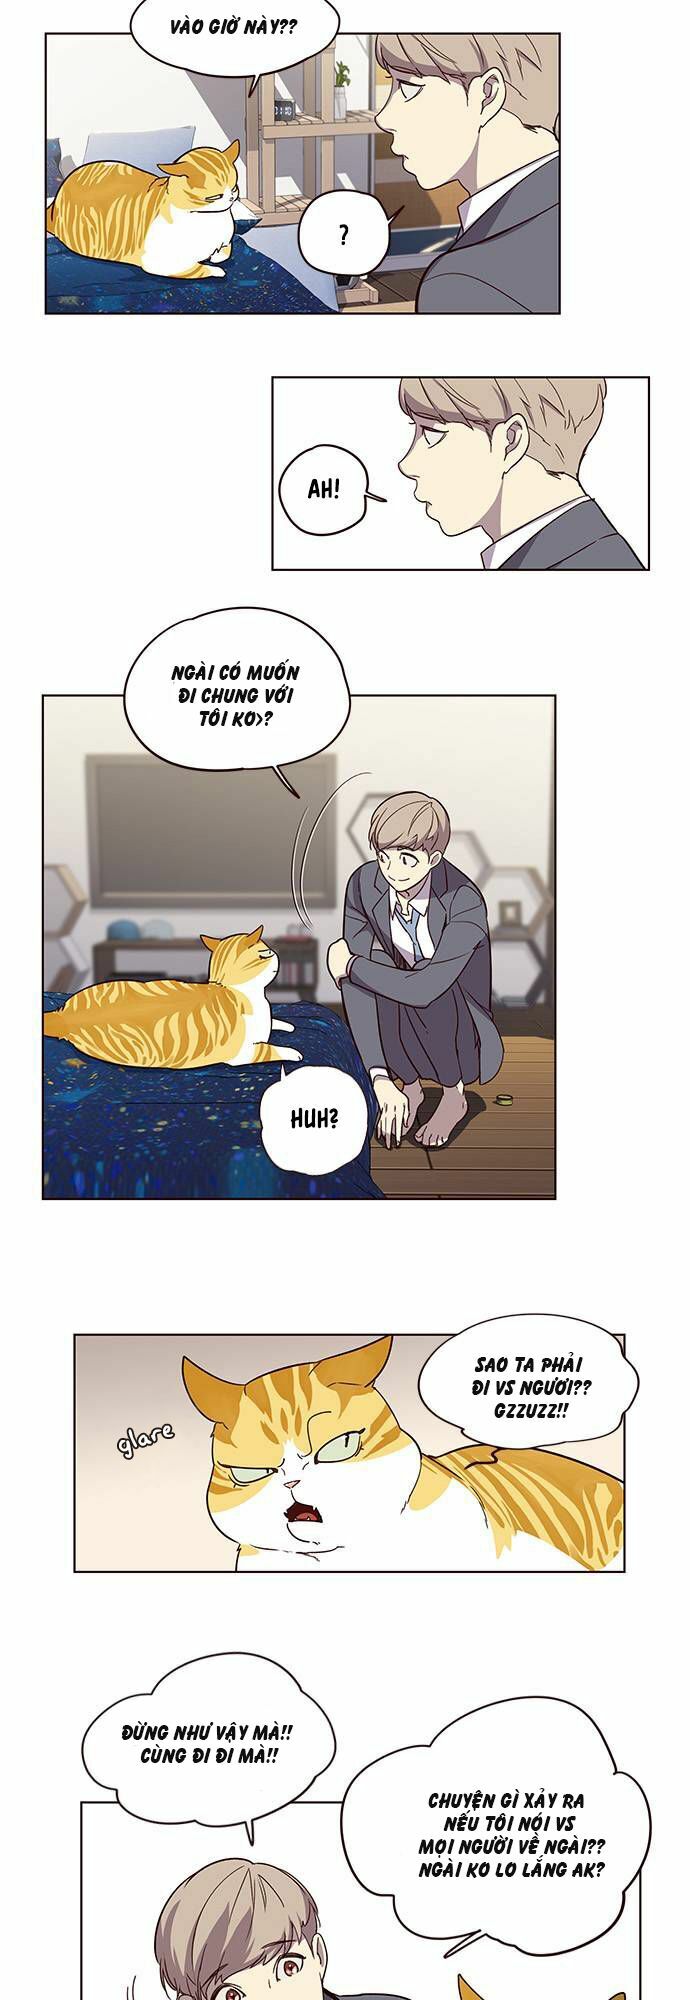 VÀO GIỜ NÀY??
01:10
?
AH!
NGÀI CÓ MUỐN
ĐI CHUNG VỚI
TÔI KO>?
HUH?
SAO TA PHẢI
ĐI VS NGƯƠI??
GZZUZZ!!
glare
ĐỪNG NHƯ VẬY MÀ!!
CÙNG ĐI ĐI MÀ!!
CHUYỆN GÌ XẢY RA
NẾU TÔI NÓI VS
MỌI NGƯỜI VỀ NGÀI??
NGÀI KO LO LẮNG AK?